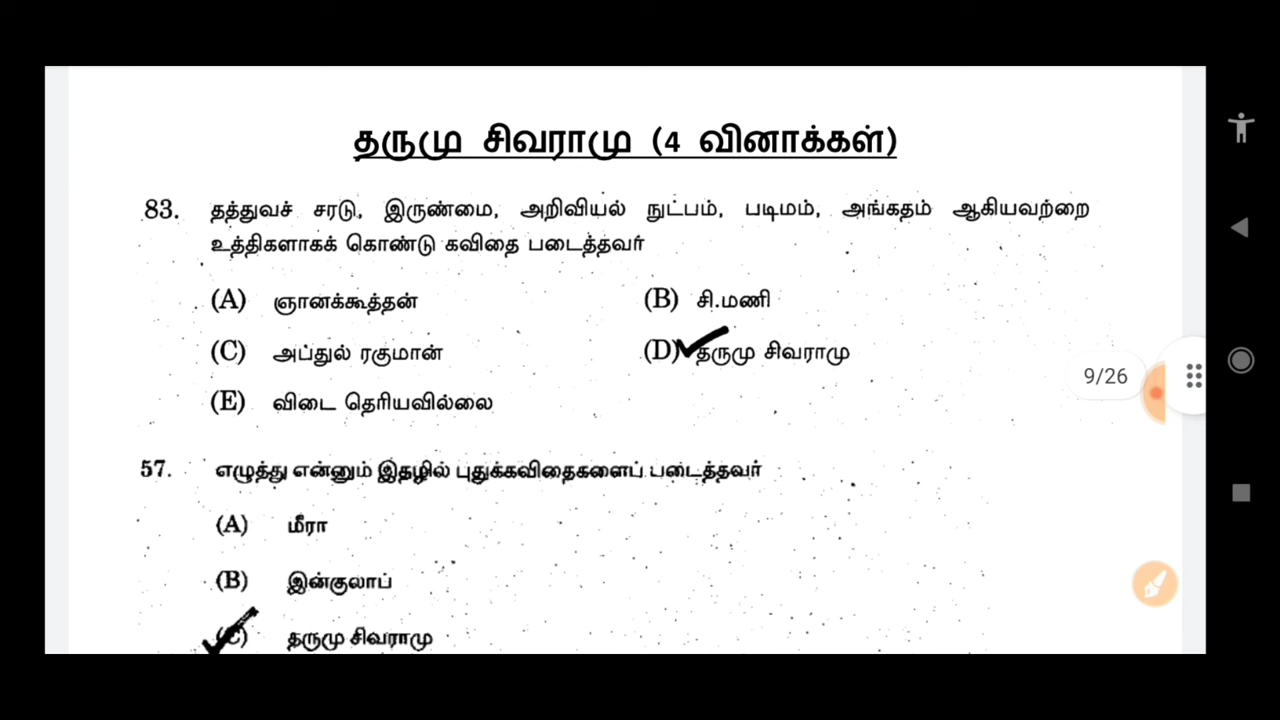 தருமு சிவராமு (4 வினாக்கள்)
83. தத்துவச் சரடு, இருண்மை, அறிவியல் நுட்பம், படிமம், அங்கதம் ஆகியவற்றை
உத்திகளாகக் கொண்டு கவிதை படைத்தவர்
(A) ஞானக்கூத்தன் (B) சி.மணி
(C) அப்துல் ரகுமான் (D) தருமு சிவராமு
(E) விடை தெரியவில்லை
9/26
57. எழுத்து என்னும் இதழில் புதுக்கவிதைகளைப் படைத்தவர்
(A) மீரா
(B) இன்குலாப்
(C) தருமு சிவராமு